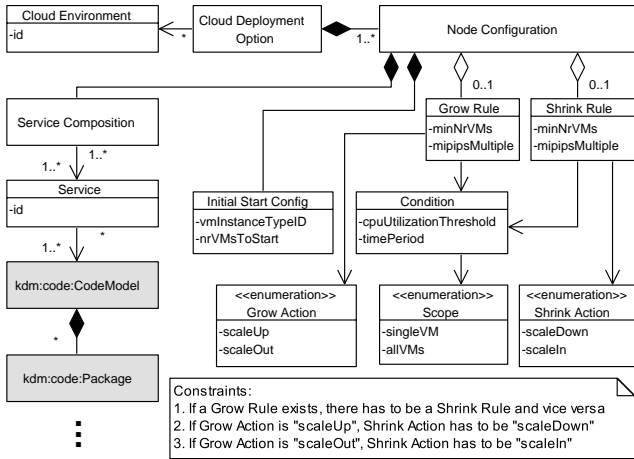 Cloud Environment
-id
*
Cloud Deployment
Option
1..*
Node Configuration
0..1
0..1
Service Composition
1..*
1..*
Service
-id
*
1..*
kdm:code:CodeModel
*
kdm:code:Package
Initial Start Config
-vmInstanceTypeID
-nrVMsToStart
Grow Rule
-minNrVMs
-mipipsMultiple
Shrink Rule
-minNrVMs
-mipipsMultiple
Condition
-cpuUtilizationThreshold
-timePeriod
<<enumeration>>
Grow Action
-scaleUp
-scaleOut
<<enumeration>>
Scope
-singleVM
-allVMs
<<enumeration>>
Shrink Action
-scaleDown
-scaleIn
Constraints:
1. If a Grow Rule exists, there has to be a Shrink Rule and vice versa
2. If Grow Action is "scaleUp", Shrink Action has to be "scaleDown"
3. If Grow Action is "scaleOut", Shrink Action has to be "scaleIn"